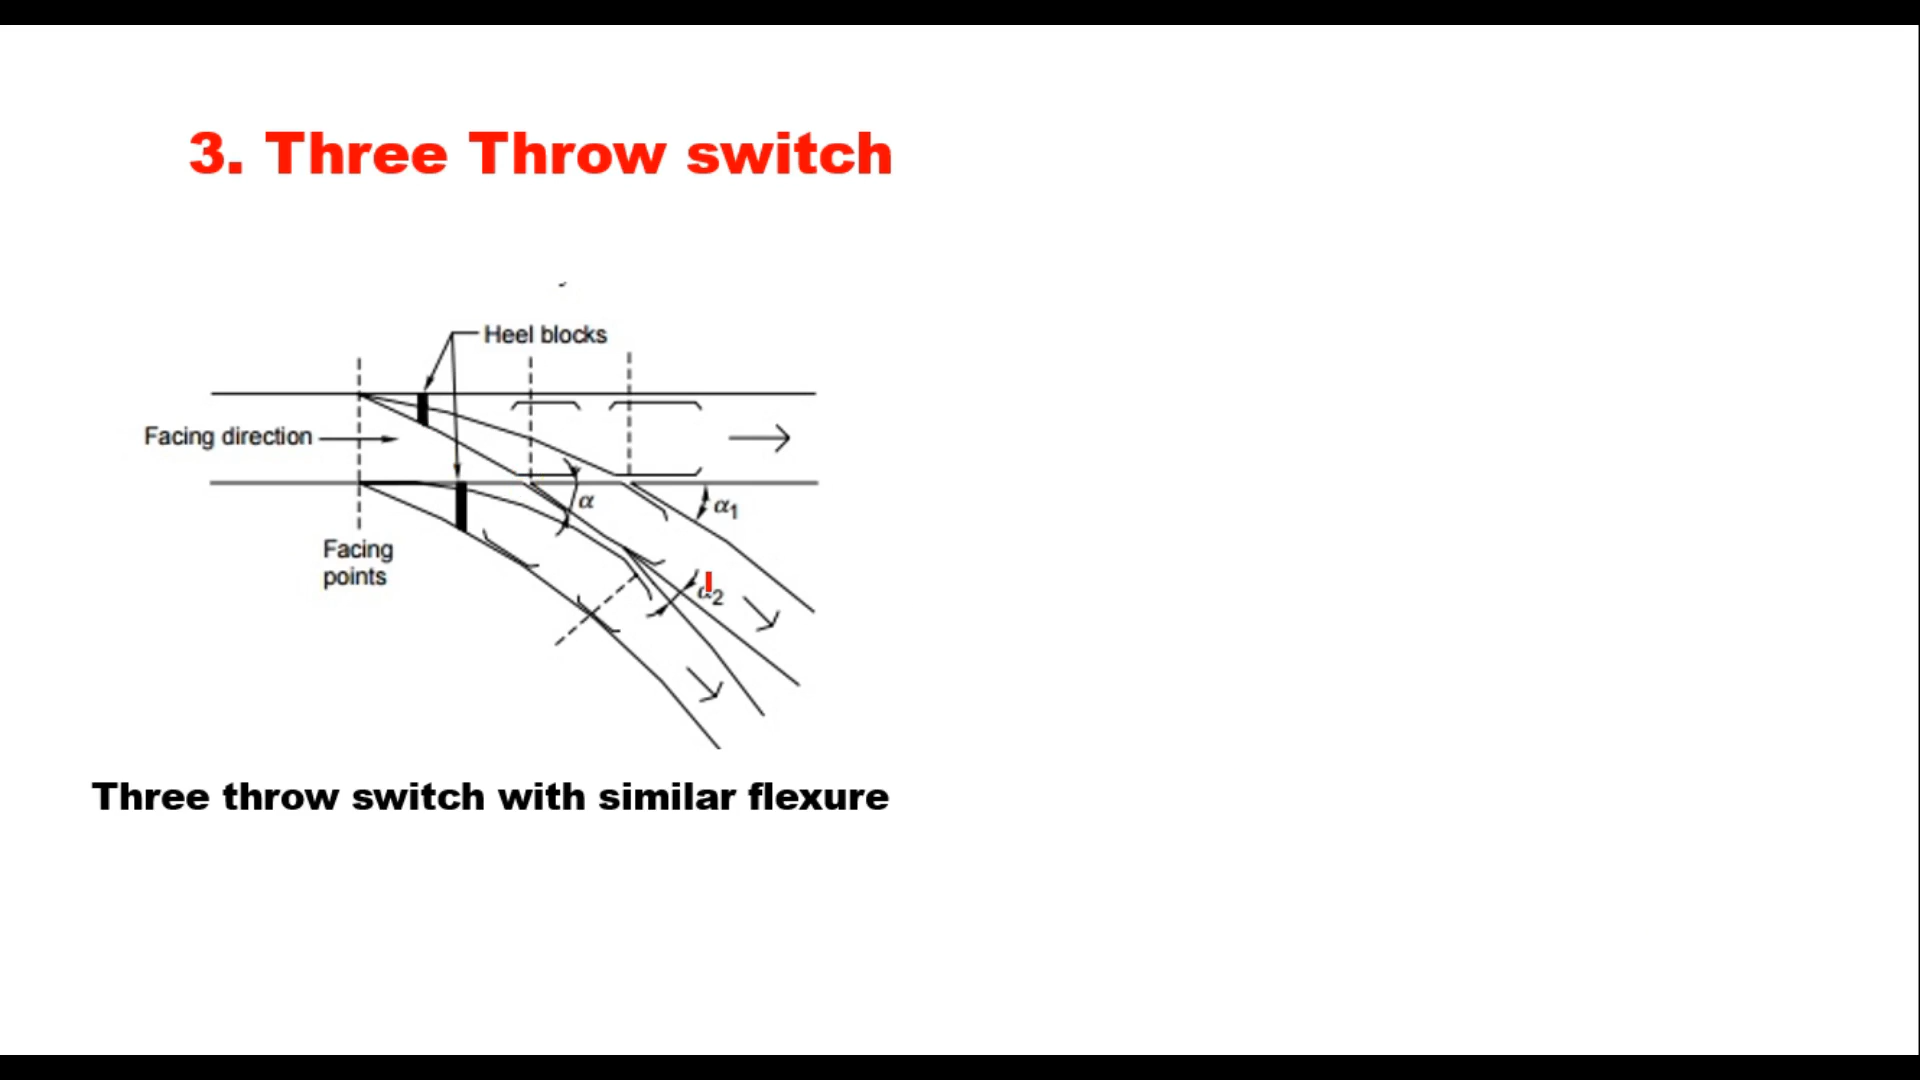 3. Three Throw switch
Heel blocks
Facing direction
α
α1
Facing
points
α2
Three throw switch with similar flexure